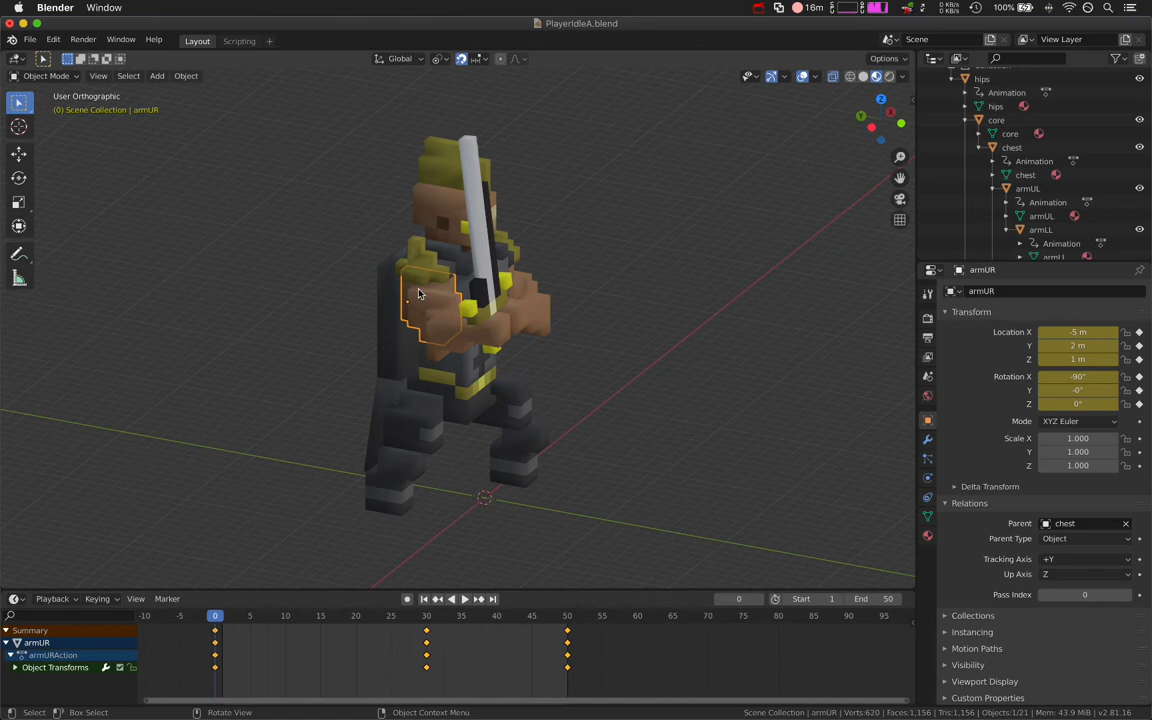 Blender Window 16m 0 KB/s 0 KB/s 100%
PlayerIdleA.blend
File Edit Render Window Help Layout Scripting + Scene View Layer
Global Options
Object Mode View Select Add Object
User Orthographic
(0) Scene Collection | armUR
Z
Y
X
hips
Animation
hips
core
core
chest
Animation
chest
armUL
Animation
armUL
armLL
Animation
armLL
armUR
armUR
Transform
Location X -5 m
Y 2 m
Z 1 m
Rotation X -90°
Y -0°
Z 0°
Mode XYZ Euler
Scale X 1.000
Y 1.000
Z 1.000
Delta Transform
Relations
Parent chest
Parent Type Object
Tracking Axis +Y
Up Axis Z
Pass Index 0
Collections
Instancing
Motion Paths
Visibility
Viewport Display
Custom Properties
Playback Keying View Marker 0 Start 1 End 50
-10 -5 0 5 10 15 20 25 30 35 40 45 50 55 60 65 70 75 80 85 90 95
Summary
armUR
armURAction
Object Transforms
Select Box Select Rotate View Object Context Menu Scene Collection | armUR | Verts:620 | Faces:1,156 | Tris:1,156 | Objects:1/21 | Mem: 43.9 MiB | v2.81.16